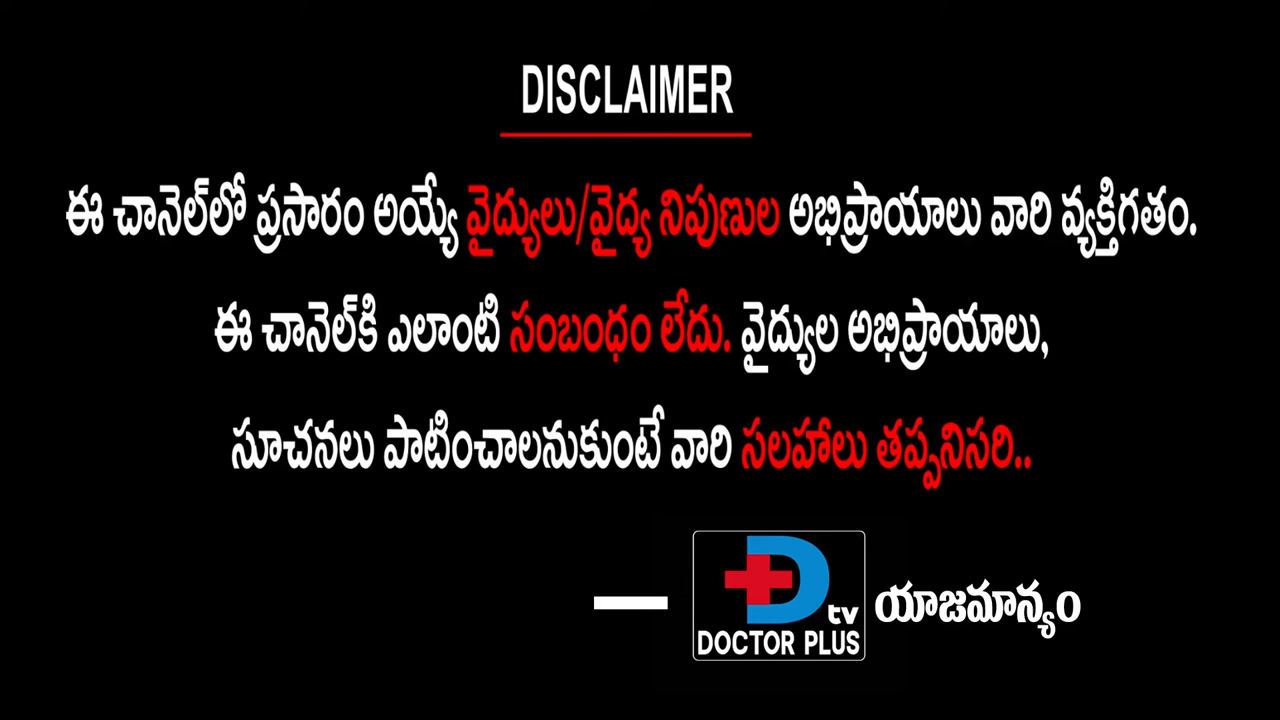 DISCLAIMER
ఈ చానెల్‌లో ప్రసారం అయ్యే వైద్యులు/వైద్య నిపుణుల అభిప్రాయాలు వారి వ్యక్తిగతం.
ఈ చానెల్‌కి ఎలాంటి సంబంధం లేదు. వైద్యుల అభిప్రాయాలు,
సూచనలు పాటించాలనుకుంటే వారి సలహాలు తప్పనిసరి..
— D tv యాజమాన్యం
DOCTOR PLUS